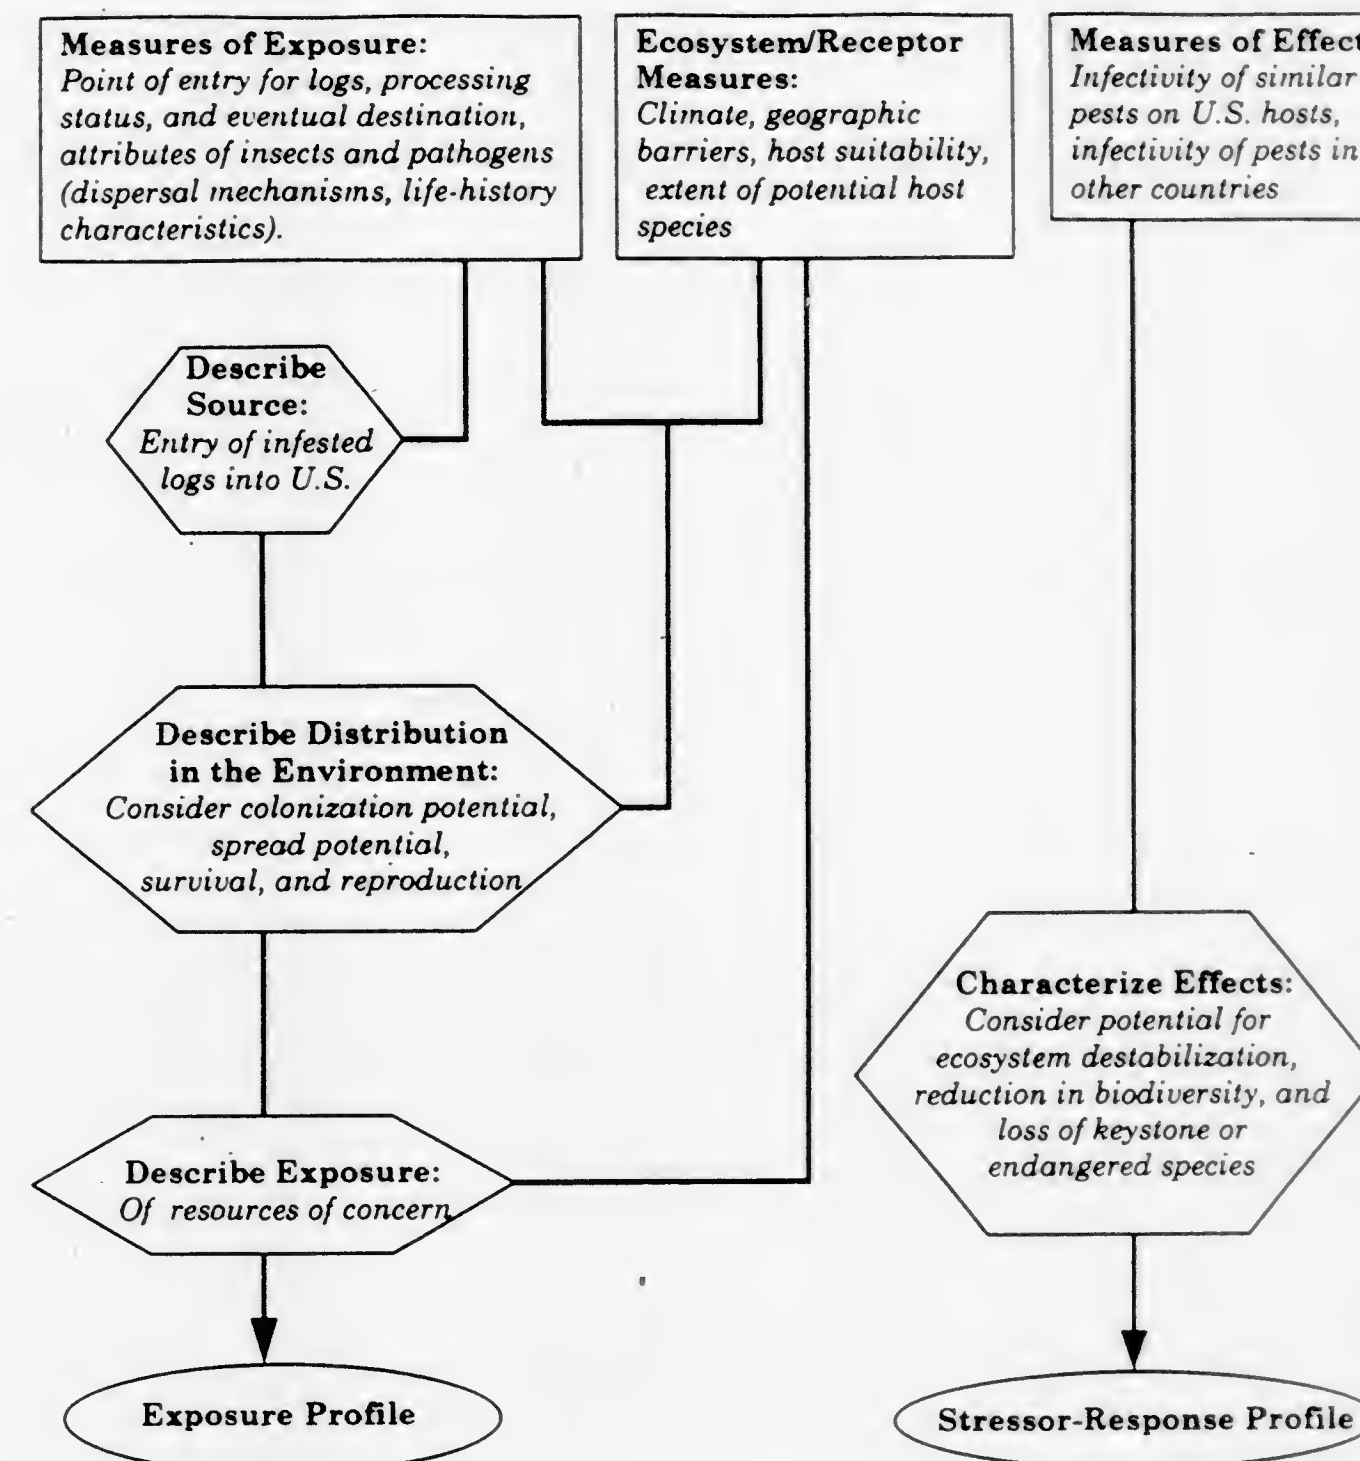 Measures of Exposure:
Point of entry for logs, processing
status, and eventual destination,
attributes of insects and pathogens
(dispersal mechanisms, life-history
characteristics).
Ecosystem/Receptor
Measures:
Climate, geographic
barriers, host suitability,
extent of potential host
species
Measures of Effect
Infectivity of similar
pests on U.S. hosts,
infectivity of pests in
other countries
Describe
Source:
Entry of infested
logs into U.S.
Describe Distribution
in the Environment:
Consider colonization potential,
spread potential,
survival, and reproduction
Characterize Effects:
Consider potential for
ecosystem destabilization,
reduction in biodiversity, and
loss of keystone or
endangered species
Describe Exposure:
Of resources of concern
Exposure Profile
Stressor-Response Profile